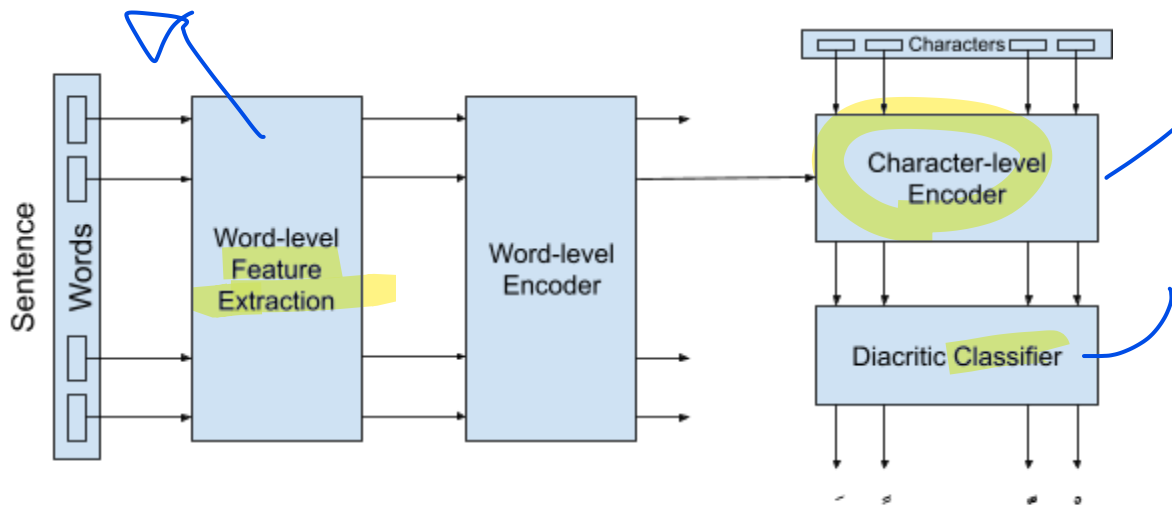 Sentence
Words
Word-level
Feature
Extraction
Word-level
Encoder
Characters
Character-level
Encoder
Diacritic Classifier